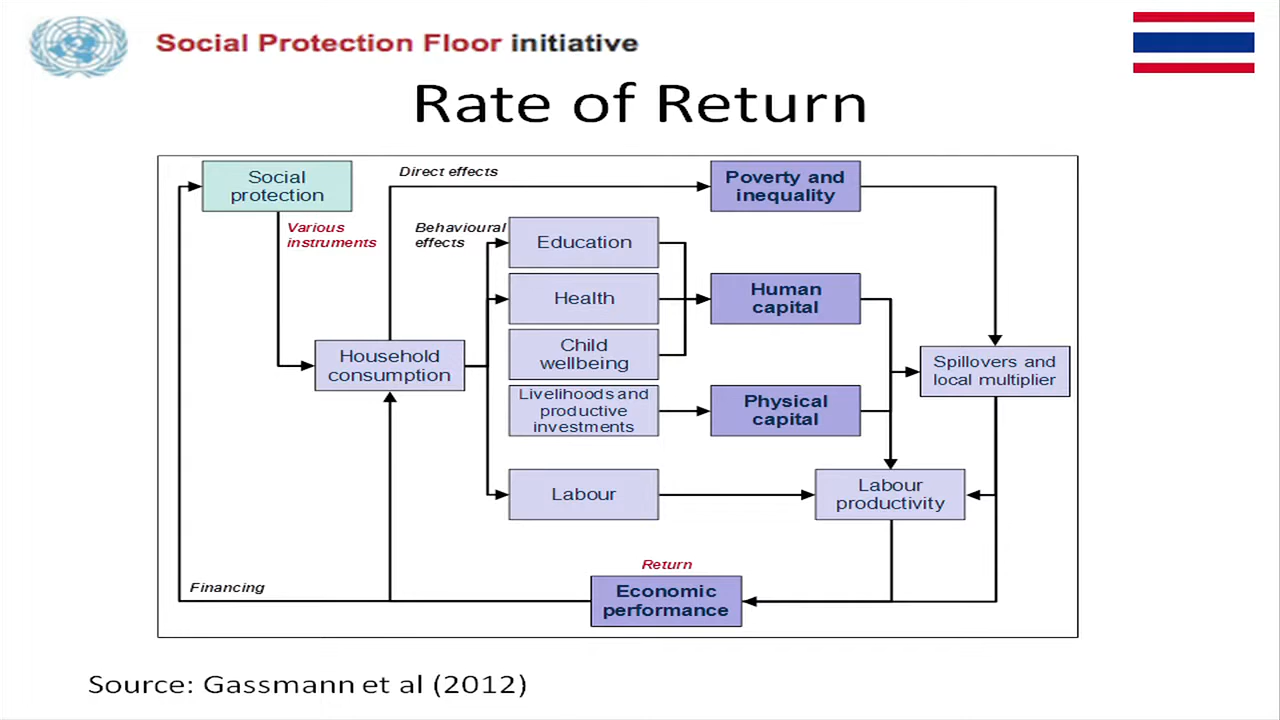 Social Protection Floor initiative
Rate of Return
Social
protection
Direct effects
Poverty and
inequality
Various
instruments
Behavioural
effects
Education
Health
Human
capital
Child
wellbeing
Household
consumption
Spillovers and
local multiplier
Livelihoods and
productive
investments
Physical
capital
Labour
Labour
productivity
Return
Financing
Economic
performance
Source: Gassmann et al (2012)